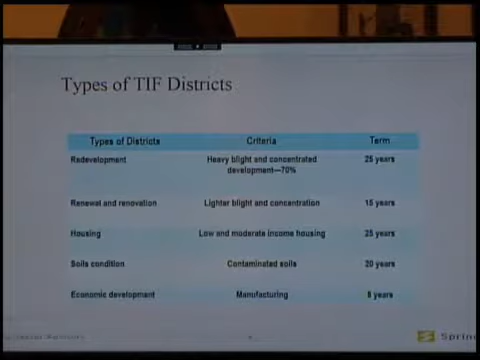 Types of TIF Districts
Types of Districts Criteria Term
Redevelopment Heavy blight and concentrated development—70% 25 years
Renewal and renovation Lighter blight and concentration 15 years
Housing Low and moderate income housing 25 years
Soils condition Contaminated soils 20 years
Economic development Manufacturing 8 years
Sprin